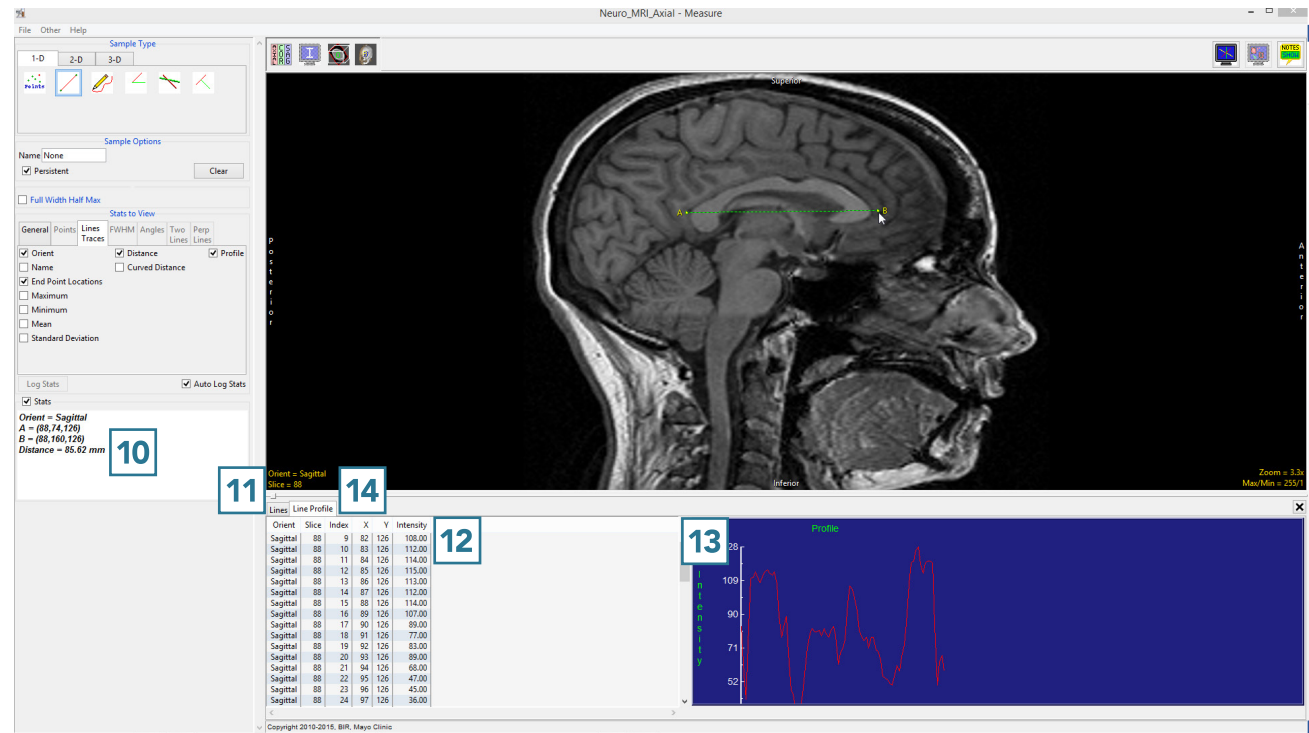 Neuro_MRI_Axial - Measure
File Other Help
Sample Type
1-D 2-D 3-D
Points
Sample Options
Name None
Persistent Clear
Full Width Half Max
Stats to View
General Points Lines Traces FWHM Angles Two Lines Perp Lines
Orient Distance Profile
Name Curved Distance
End Point Locations
Maximum
Minimum
Mean
Standard Deviation
Log Stats Auto Log Stats
Stats
Orient = Sagittal
A = (88,74,126)
B = (88,160,126)
Distance = 85.62 mm
10
NOTES
SHOW
Superior
Posterior
Anterior
A B
Orient = Sagittal
Slice = 88
Inferior
Zoom = 3.3x
Max/Min = 255/1
11
14
Lines Line Profile
Orient Slice Index X Y Intensity
Sagittal 88 9 82 126 108.00
Sagittal 88 10 83 126 112.00
Sagittal 88 11 84 126 114.00
Sagittal 88 12 85 126 115.00
Sagittal 88 13 86 126 113.00
Sagittal 88 14 87 126 112.00
Sagittal 88 15 88 126 114.00
Sagittal 88 16 89 126 107.00
Sagittal 88 17 90 126 89.00
Sagittal 88 18 91 126 77.00
Sagittal 88 19 92 126 83.00
Sagittal 88 20 93 126 89.00
Sagittal 88 21 94 126 68.00
Sagittal 88 22 95 126 47.00
Sagittal 88 23 96 126 45.00
Sagittal 88 24 97 126 36.00
12
13
Profile
Intensity
28
109
90
71
52
Copyright 2010-2015, BIR, Mayo Clinic